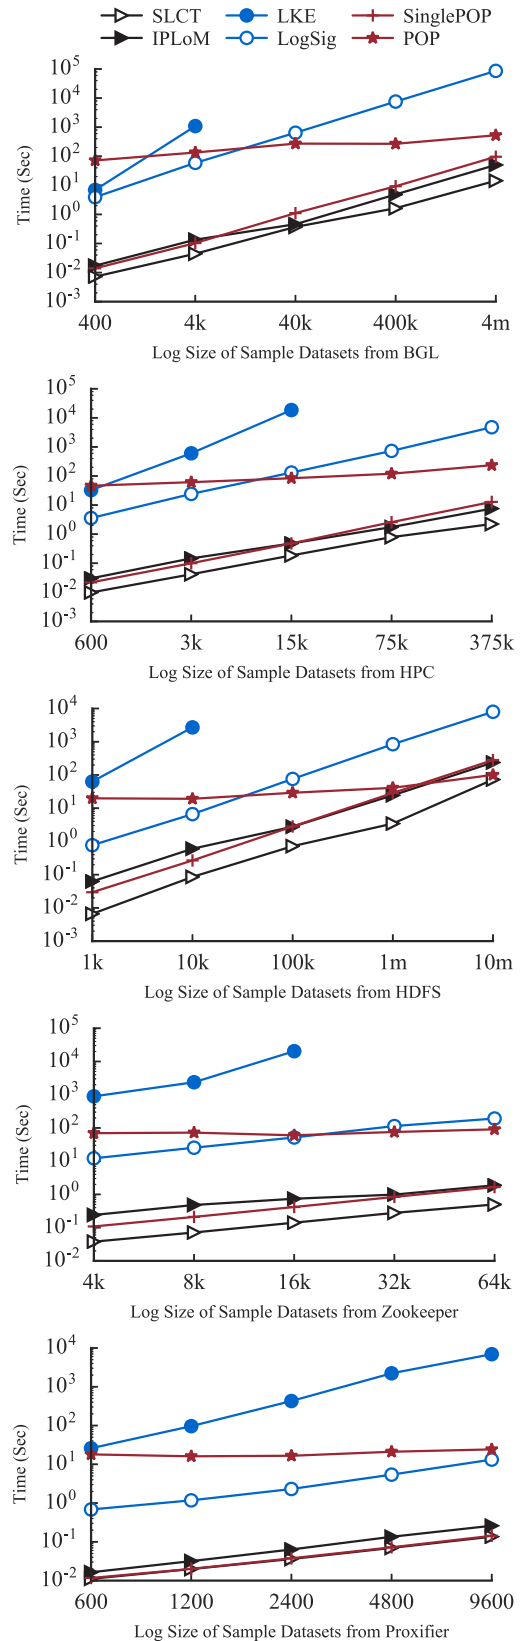 SLCT LKE SinglePOP
IPLoM LogSig POP
10^5
10^4
10^3
10^2
10^1
10^0
10^-1
10^-2
10^-3
Time (Sec)
400 4k 40k 400k 4m
Log Size of Sample Datasets from BGL
10^5
10^4
10^3
10^2
10^1
10^0
10^-1
10^-2
10^-3
Time (Sec)
600 3k 15k 75k 375k
Log Size of Sample Datasets from HPC
10^4
10^3
10^2
10^1
10^0
10^-1
10^-2
10^-3
Time (Sec)
1k 10k 100k 1m 10m
Log Size of Sample Datasets from HDFS
10^5
10^4
10^3
10^2
10^1
10^0
10^-1
10^-2
Time (Sec)
4k 8k 16k 32k 64k
Log Size of Sample Datasets from Zookeeper
10^4
10^3
10^2
10^1
10^0
10^-1
10^-2
Time (Sec)
600 1200 2400 4800 9600
Log Size of Sample Datasets from Proxifier